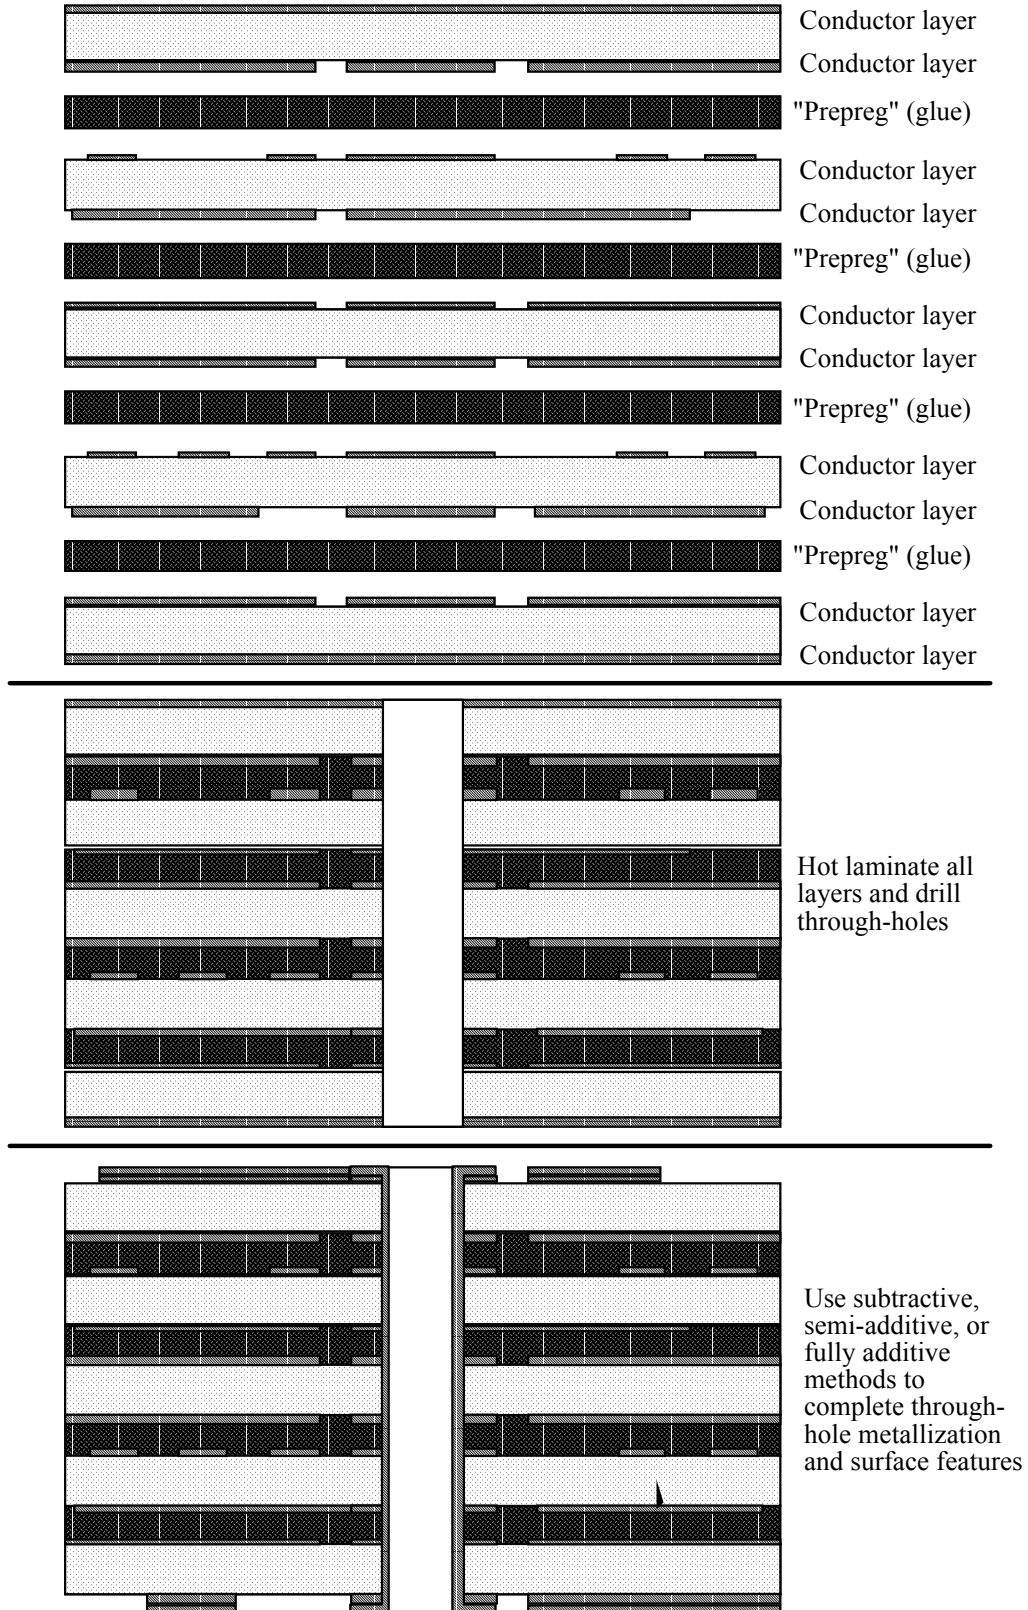 Conductor layer
Conductor layer
"Prepreg" (glue)
Conductor layer
Conductor layer
"Prepreg" (glue)
Conductor layer
Conductor layer
"Prepreg" (glue)
Conductor layer
Conductor layer
"Prepreg" (glue)
Conductor layer
Conductor layer
Hot laminate all
layers and drill
through-holes
Use subtractive,
semi-additive, or
fully additive
methods to
complete through-
hole metallization
and surface features